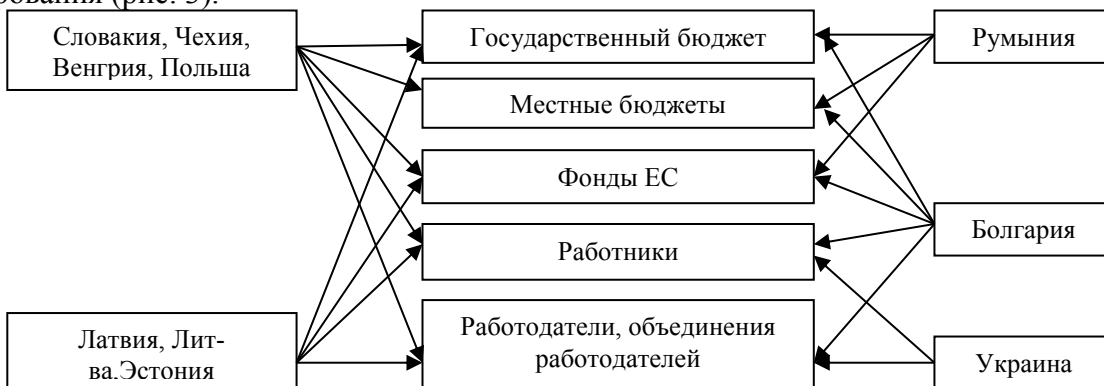 рования (рис. 3).
Словакия, Чехия,
Венгрия, Польша
Государственный бюджет
Румыния
Местные бюджеты
Фонды ЕС
Болгария
Работники
Латвия, Лит-
ва,Эстония
Работодатели, объединения
работодателей
Украина